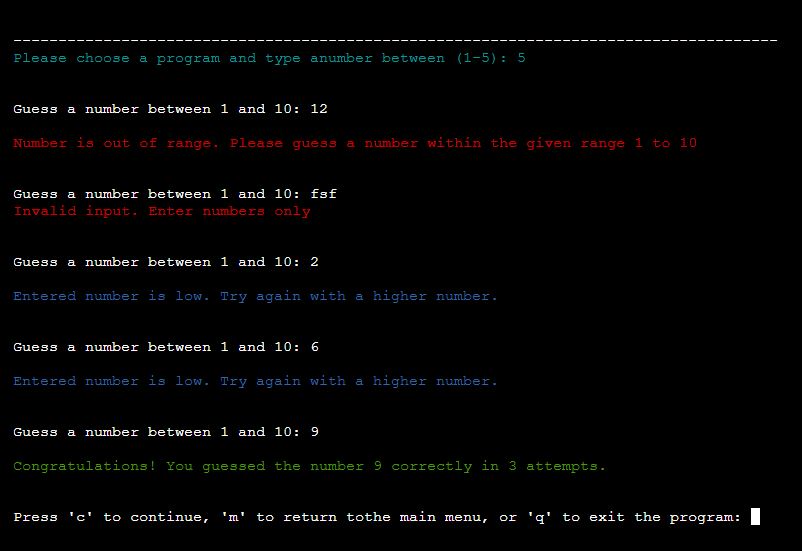 -------------------------------------------------------------------------------------
Please choose a program and type anumber between (1-5): 5
Guess a number between 1 and 10: 12
Number is out of range. Please guess a number within the given range 1 to 10
Guess a number between 1 and 10: fsf
Invalid input. Enter numbers only
Guess a number between 1 and 10: 2
Entered number is low. Try again with a higher number.
Guess a number between 1 and 10: 6
Entered number is low. Try again with a higher number.
Guess a number between 1 and 10: 9
Congratulations! You guessed the number 9 correctly in 3 attempts.
Press 'c' to continue, 'm' to return tothe main menu, or 'q' to exit the program: